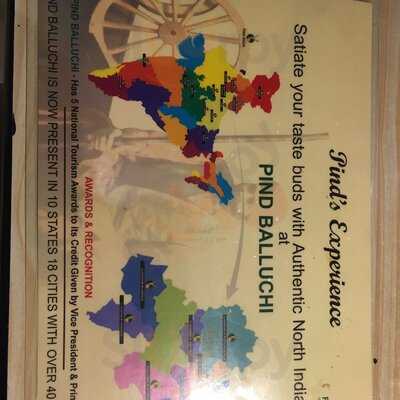 Pind's Experience
Satiate your taste buds with Authentic North India
at
PIND BALLUCHI
AWARDS & RECOGNITION
PIND BALLUCHI - Has 5 National Tourism Awards to its Credit Given by Vice President & Prim
ND BALLUCHI IS NOW PRESENT IN 10 STATES 18 CITIES WITH OVER 40